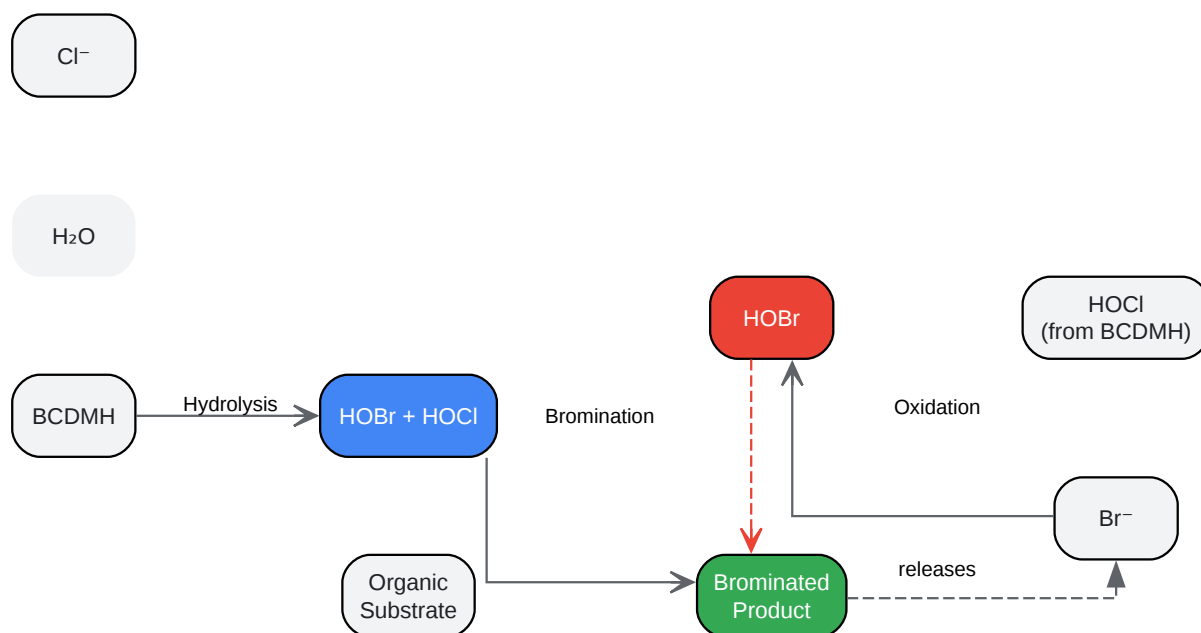 Cl⁻
H₂O
HOBr
HOCl
(from BCDMH)
BCDMH
Hydrolysis
HOBr + HOCl
Bromination
Oxidation
Br⁻
Organic
Substrate
Brominated
Product
releases